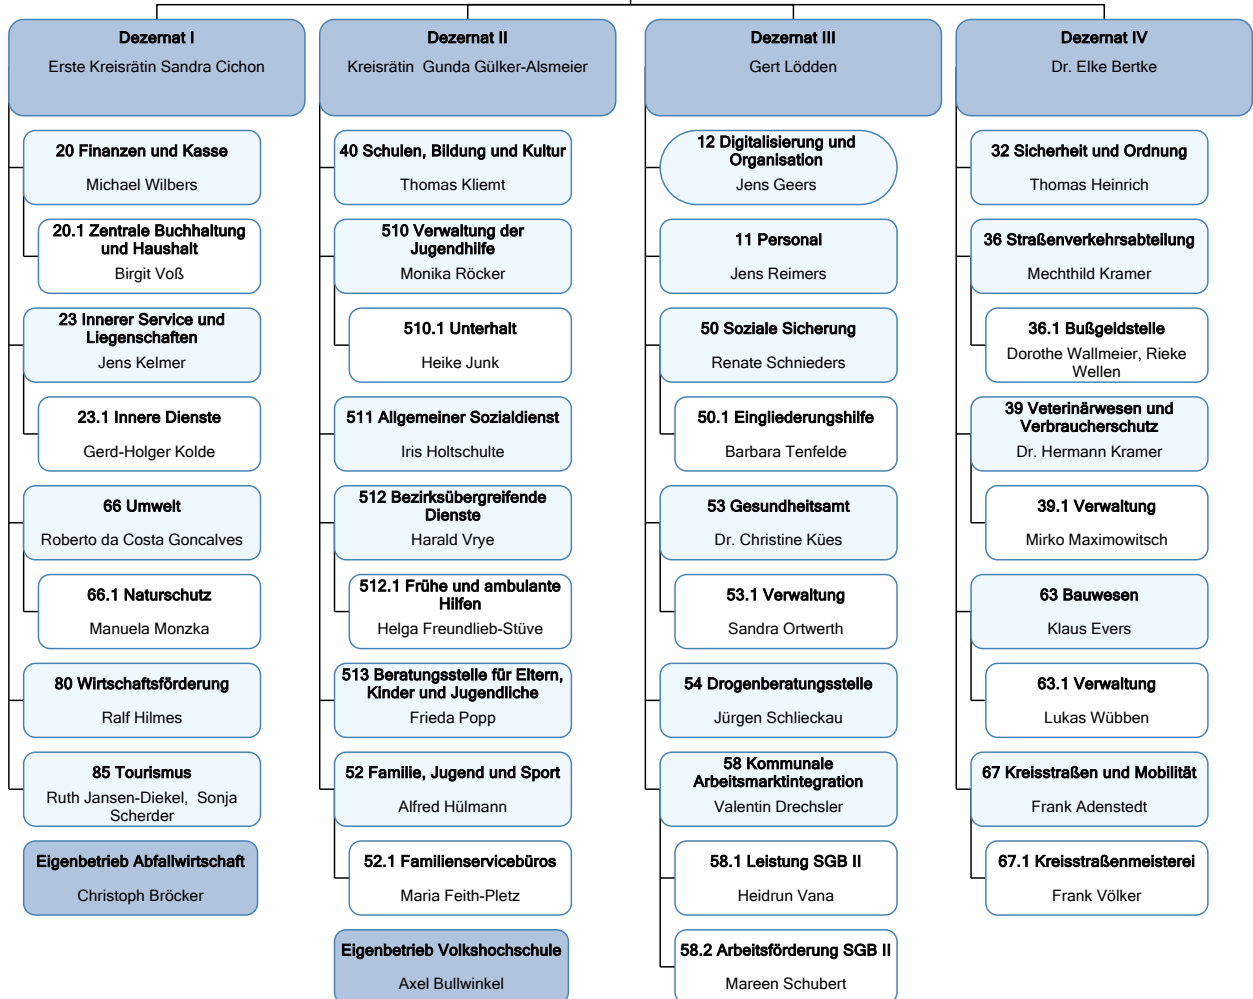 Dezernat I
Erste Kreisrätin Sandra Cichon
20 Finanzen und Kasse
Michael Wilbers
20.1 Zentrale Buchhaltung
und Haushalt
Birgit Voß
23 Innerer Service und
Liegenschaften
Jens Kelmer
23.1 Innere Dienste
Gerd-Holger Kolde
66 Umwelt
Roberto da Costa Goncalves
66.1 Naturschutz
Manuela Monzka
80 Wirtschaftsförderung
Ralf Hilmes
85 Tourismus
Ruth Jansen-Diekel, Sonja
Scherder
Eigenbetrieb Abfallwirtschaft
Christoph Bröcker
Dezernat II
Kreisrätin Gunda Gülker-Alsmeier
40 Schulen, Bildung und Kultur
Thomas Kliemt
510 Verwaltung der
Jugendhilfe
Monika Röcker
510.1 Unterhalt
Heike Junk
511 Allgemeiner Sozialdienst
Iris Holtschulte
512 Bezirksübergreifende
Dienste
Harald Vrye
512.1 Frühe und ambulante
Hilfen
Helga Freundlieb-Stüve
513 Beratungsstelle für Eltern,
Kinder und Jugendliche
Frieda Popp
52 Familie, Jugend und Sport
Alfred Hülmann
52.1 Familienservicebüros
Maria Feith-Pletz
Eigenbetrieb Volkshochschule
Axel Bullwinkel
Dezernat III
Gert Lödden
12 Digitalisierung und
Organisation
Jens Geers
11 Personal
Jens Reimers
50 Soziale Sicherung
Renate Schnieders
50.1 Eingliederungshilfe
Barbara Tenfelde
53 Gesundheitsamt
Dr. Christine Kües
53.1 Verwaltung
Sandra Ortwerth
54 Drogenberatungsstelle
Jürgen Schlieckau
58 Kommunale
Arbeitsmarktintegration
Valentin Drechsler
58.1 Leistung SGB II
Heidrun Vana
58.2 Arbeitsförderung SGB II
Mareen Schubert
Dezernat IV
Dr. Elke Bertke
32 Sicherheit und Ordnung
Thomas Heinrich
36 Straßenverkehrsabteilung
Mechthild Kramer
36.1 Bußgeldstelle
Dorothe Wallmeier, Rieke
Wellen
39 Veterinärwesen und
Verbraucherschutz
Dr. Hermann Kramer
39.1 Verwaltung
Mirko Maximowitsch
63 Bauwesen
Klaus Evers
63.1 Verwaltung
Lukas Wübben
67 Kreisstraßen und Mobilität
Frank Adenstedt
67.1 Kreisstraßenmeisterei
Frank Völker